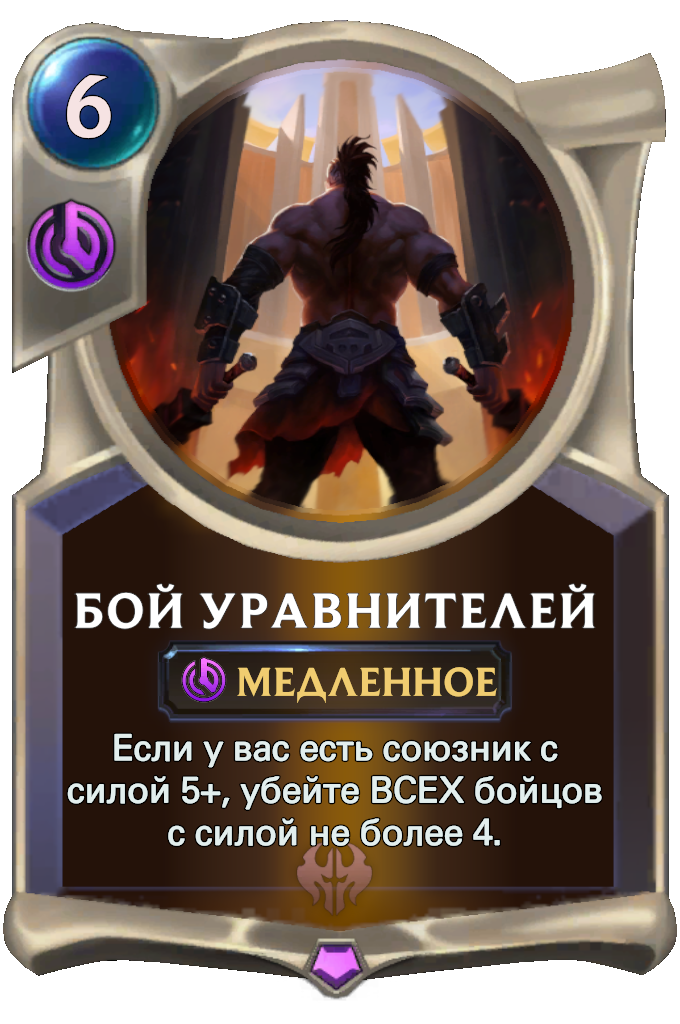 6
БОЙ УРАВНИТЕЛЕЙ
МЕДЛЕННОЕ
Если у вас есть союзник с
силой 5+, убейте ВСЕХ бойцов
с силой не более 4.